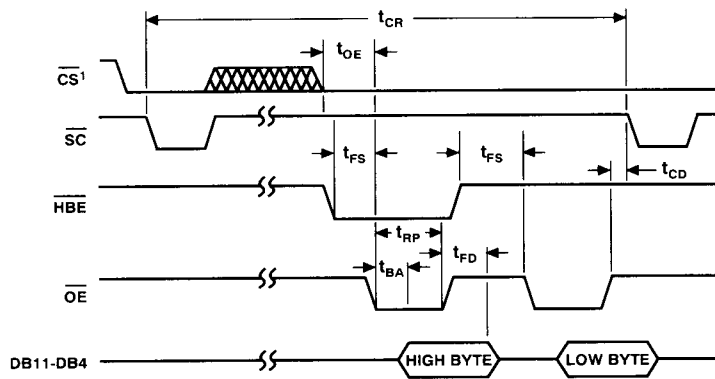 tCR
tOE
CS¹
SC
tFS
tFS
tCD
HBE
tRP
tFD
tBA
OE
DB11-DB4
HIGH BYTE
LOW BYTE